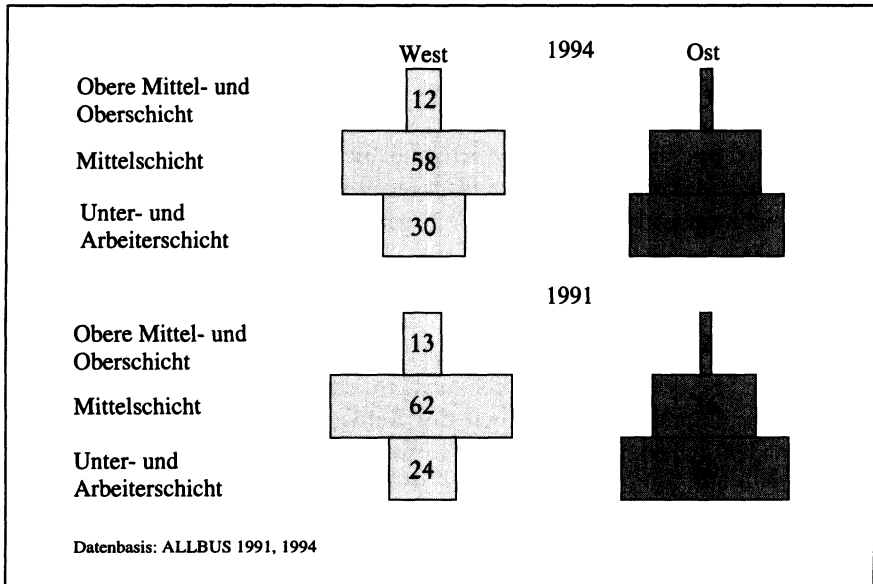 1994
West Ost
Obere Mittel- und
Oberschicht
12
Mittelschicht
58
Unter- und
Arbeiterschicht
30
1991
Obere Mittel- und
Oberschicht
13
Mittelschicht
62
Unter- und
Arbeiterschicht
24
Datenbasis: ALLBUS 1991, 1994